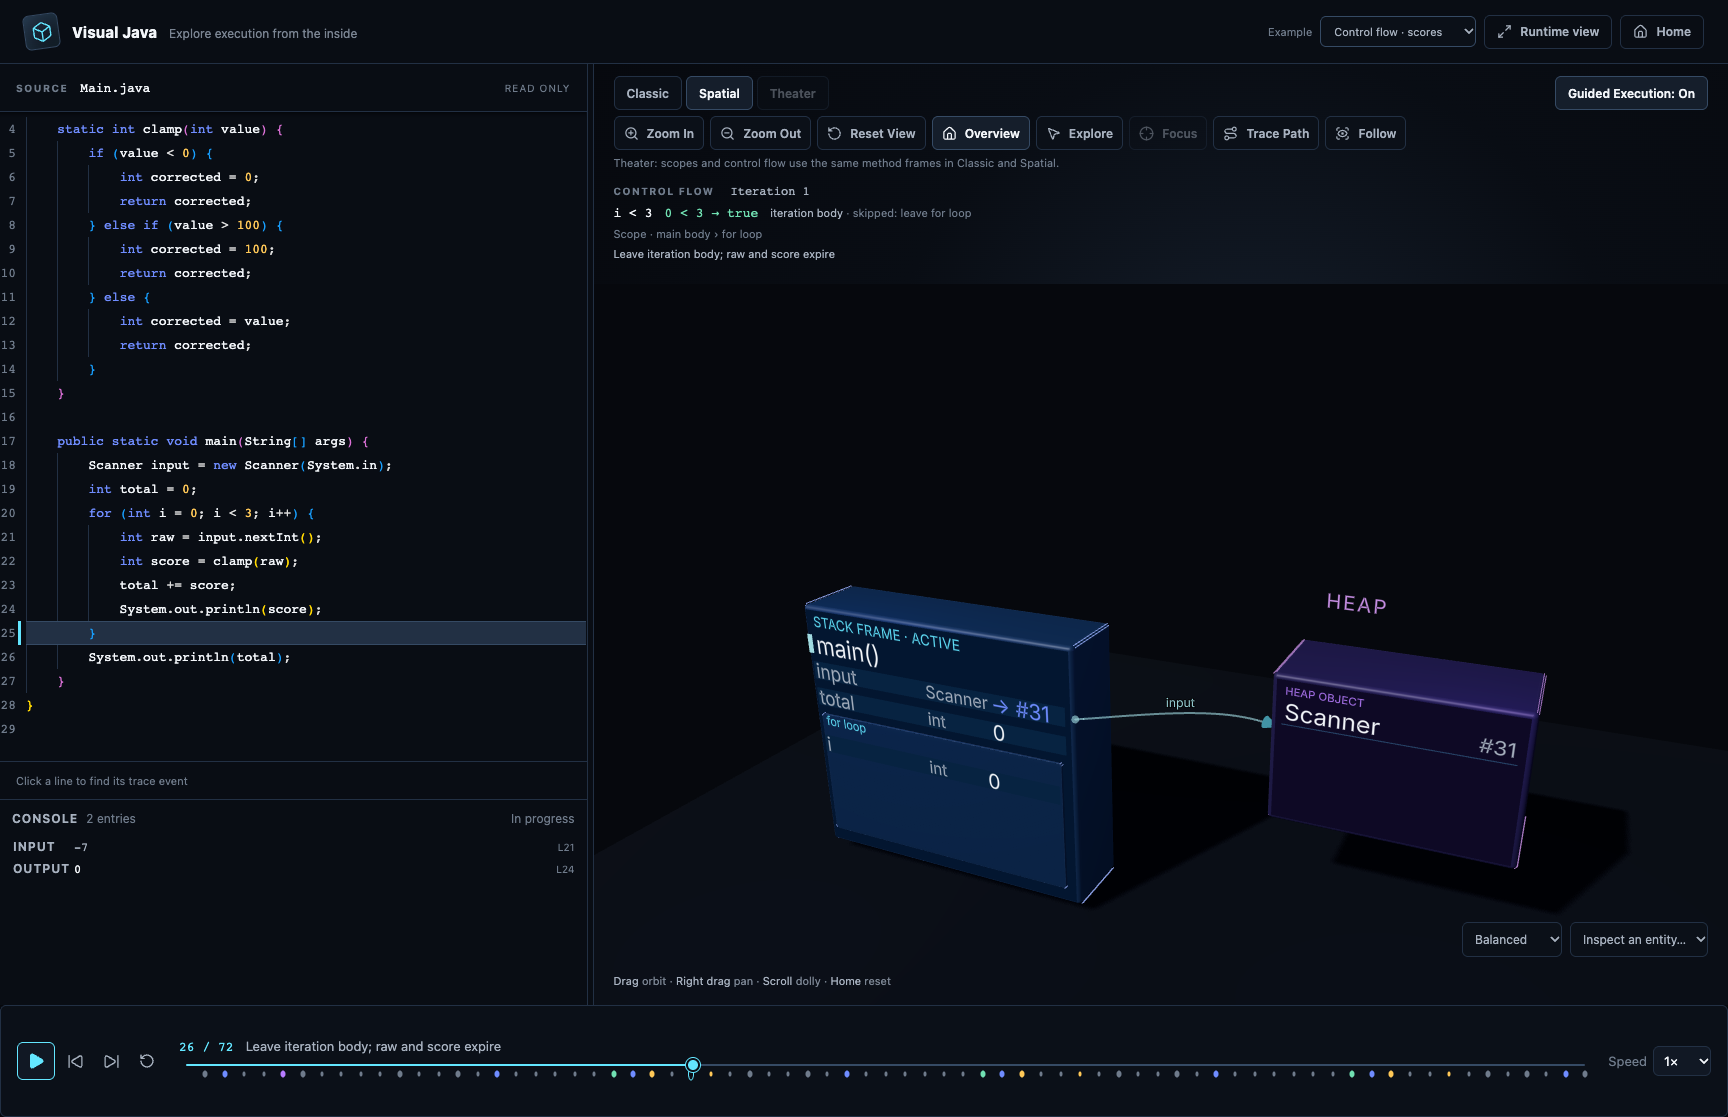 Visual Java Explore execution from the inside
Example Control flow · scores Runtime view Home
SOURCE Main.java READ ONLY
4 static int clamp(int value) {
5 if (value < 0) {
6 int corrected = 0;
7 return corrected;
8 } else if (value > 100) {
9 int corrected = 100;
10 return corrected;
11 } else {
12 int corrected = value;
13 return corrected;
14 }
15 }
16
17 public static void main(String[] args) {
18 Scanner input = new Scanner(System.in);
19 int total = 0;
20 for (int i = 0; i < 3; i++) {
21 int raw = input.nextInt();
22 int score = clamp(raw);
23 total += score;
24 System.out.println(score);
25 }
26 System.out.println(total);
27 }
28 }
29
Click a line to find its trace event
CONSOLE 2 entries In progress
INPUT -7 L21
OUTPUT 0 L24
Classic Spatial Theater Guided Execution: On
Zoom In Zoom Out Reset View Overview Explore Focus Trace Path Follow
Theater: scopes and control flow use the same method frames in Classic and Spatial.
CONTROL FLOW Iteration 1
i < 3 0 < 3 → true iteration body · skipped: leave for loop
Scope · main body › for loop
Leave iteration body; raw and score expire
STACK FRAME · ACTIVE
main()
input Scanner → #31
total int 0
for loop
i int 0
input
HEAP
HEAP OBJECT
Scanner
#31
Balanced Inspect an entity...
Drag orbit · Right drag pan · Scroll dolly · Home reset
26 / 72 Leave iteration body; raw and score expire
Speed 1×